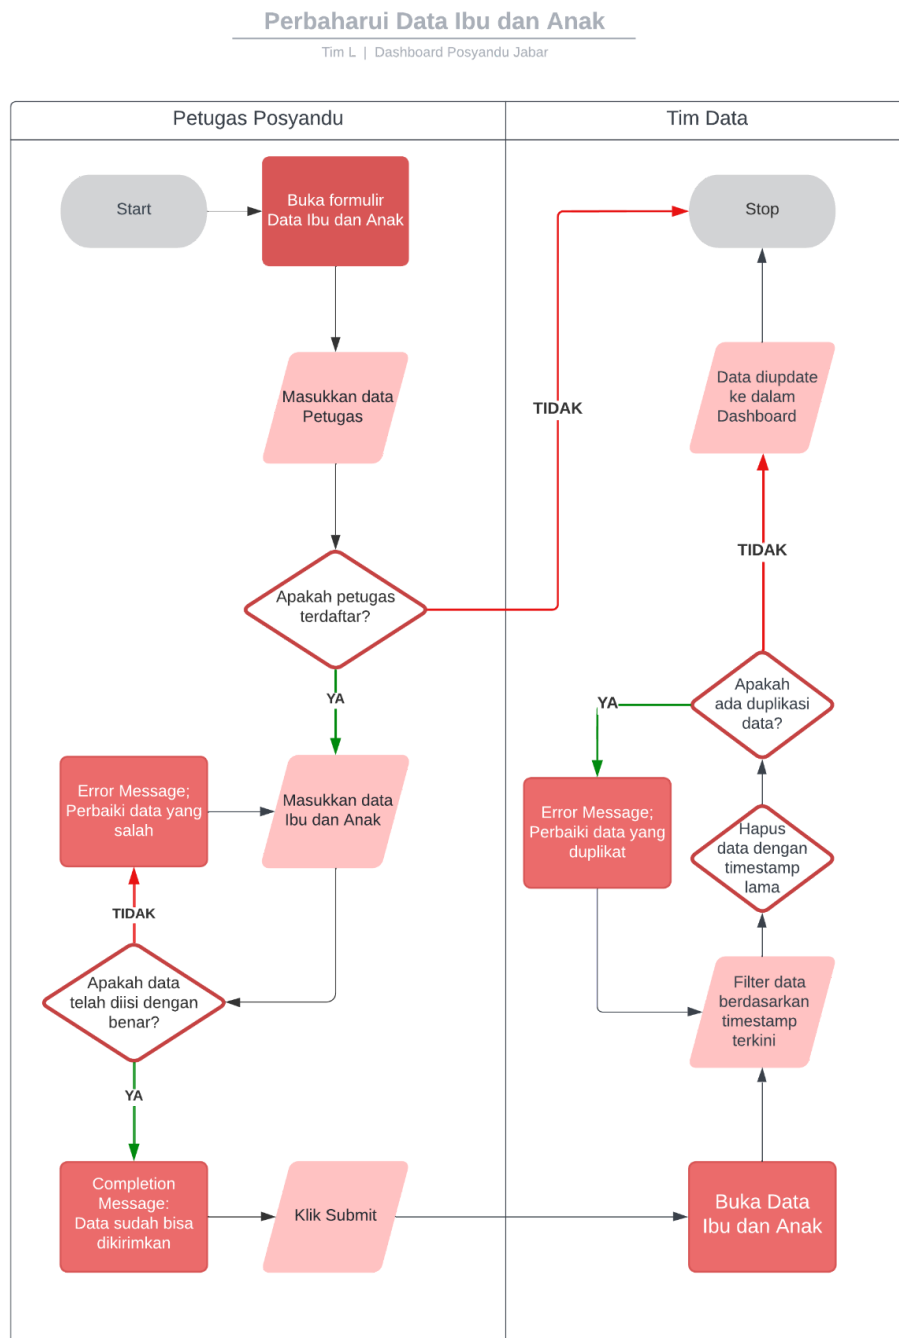 Perbaharui Data Ibu dan Anak
Tim L | Dashboard Posyandu Jabar
Petugas Posyandu
Tim Data
Start
Buka formulir
Data Ibu dan Anak
Stop
Masukkan data
Petugas
Data diupdate
ke dalam
Dashboard
TIDAK
Apakah petugas
terdaftar?
TIDAK
YA
Apakah
ada duplikasi
data?
YA
Error Message;
Perbaiki data yang
salah
Masukkan data
Ibu dan Anak
Error Message;
Perbaiki data yang
duplikat
Hapus
data dengan
timestamp
lama
TIDAK
Apakah data
telah diisi dengan
benar?
Filter data
berdasarkan
timestamp
terkini
YA
Completion
Message:
Data sudah bisa
dikirimkan
Klik Submit
Buka Data
Ibu dan Anak